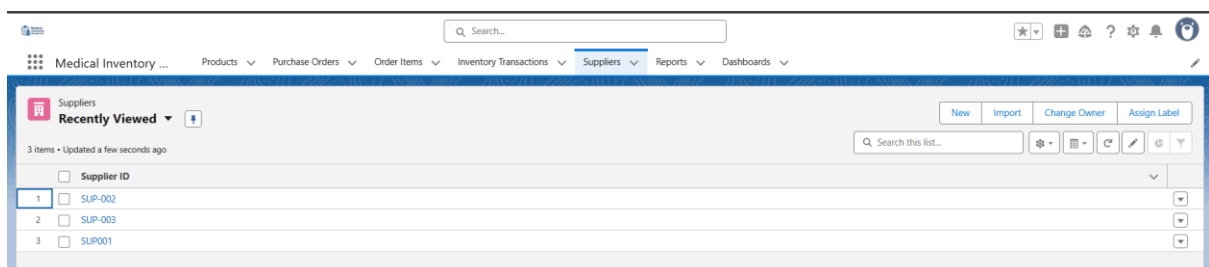 Search...
Medical Inventory ... Products Purchase Orders Order Items Inventory Transactions Suppliers Reports Dashboards
Suppliers
Recently Viewed
New Import Change Owner Assign Label
3 items • Updated a few seconds ago
Search this list...
Supplier ID
1 SUP-002
2 SUP-003
3 SUP001